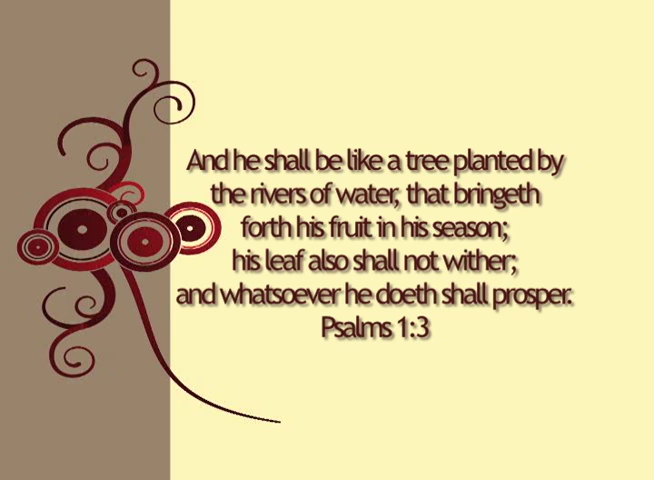 And he shall be like a tree planted by
the rivers of water, that bringeth
forth his fruit in his season;
his leaf also shall not wither;
and whatsoever he doeth shall prosper.
Psalms 1:3